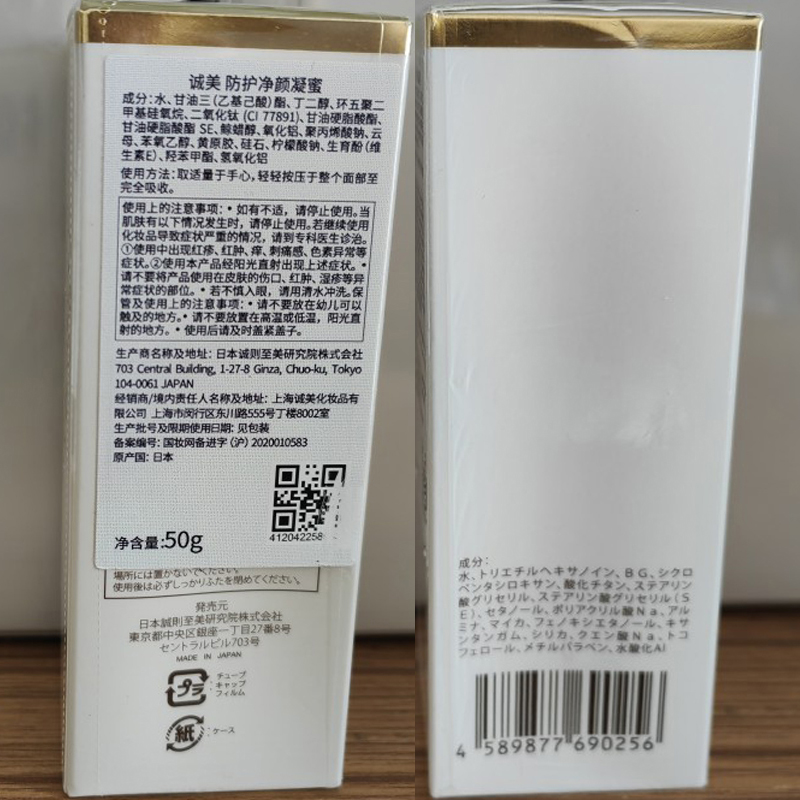 诚美 防护净颜凝蜜
成分：水、甘油三(乙基己酸)酯、丁二醇、环五聚二
甲基硅氧烷、二氧化钛 (CI 77891)、甘油硬脂酸酯、
甘油硬脂酸酯 SE、鲸蜡醇、氧化铝、聚丙烯酸钠、云
母、苯氧乙醇、黄原胶、硅石、柠檬酸钠、生育酚(维
生素E)、羟苯甲酯、氢氧化铝
使用方法：取适量于手心，轻轻按压于整个面部至
完全吸收。
使用上的注意事项：• 如有不适，请停止使用。当
肌肤有以下情况发生时，请停止使用。若继续使用
化妆品导致症状严重的情况，请到专科医生诊治。
①使用中出现红疹、红肿、痒、刺痛感、色素异常等
症状。②使用本产品经阳光直射出现上述症状。•
请不要将产品使用在皮肤的伤口、红肿、湿疹等异
常症状的部位。• 若不慎入眼，请用清水冲洗。保
管及使用上的注意事项：• 请不要放在幼儿可以
触及的地方。• 请不要放置在高温或低温，阳光直
射的地方。• 使用后请及时盖紧盖子。
生产商名称及地址：日本诚则至美研究院株式会社
703 Central Building, 1-27-8 Ginza, Chuo-ku, Tokyo
104-0061 JAPAN
经销商/境内责任人名称及地址：上海诚美化妆品有
限公司 上海市闵行区东川路555号丁楼8002室
生产批号及限期使用日期：见包装
备案编号：国妆网备进字（沪）2020010583
原产国：日本
净含量:50g
412042258
場所には置かないでください。
使用後は必ずしっかりふたを閉めてください。
発売元
日本誠則至美研究院株式会社
東京都中央区銀座一丁目27番8号
セントラルビル703号
MADE IN JAPAN
プラ
チューブ
キャップ
フィルム
紙
:ケース
成分：
水、トリエチルヘキサノイン、BG、シクロ
ペンタシロキサン、酸化チタン、ステアリン
酸グリセリル、ステアリン酸グリセリル(S
E)、セタノール、ポリアクリル酸Na、アル
ミナ、マイカ、フェノキシエタノール、キサ
ンタンガム、シリカ、クエン酸Na、トコ
フェロール、メチルパラベン、水酸化Al
4 589877 690256